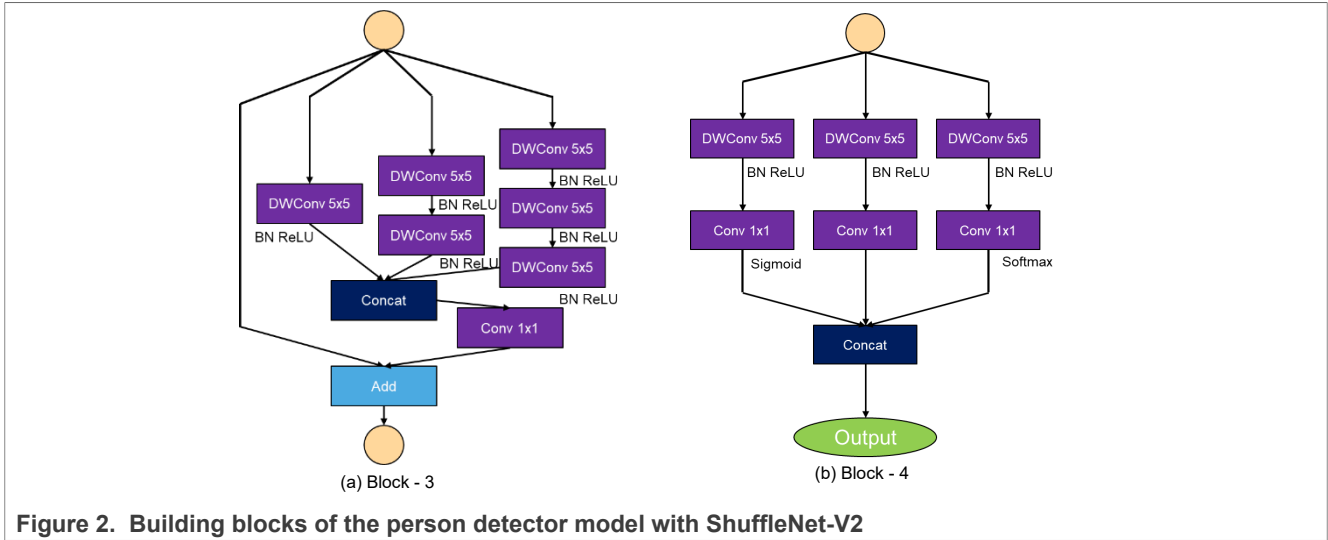 DWConv 5x5
BN ReLU
DWConv 5x5
BN ReLU
DWConv 5x5
BN ReLU
DWConv 5x5
BN ReLU
DWConv 5x5
BN ReLU
DWConv 5x5
BN ReLU
Concat
Conv 1x1
Add
(a) Block - 3
DWConv 5x5
DWConv 5x5
DWConv 5x5
BN ReLU
BN ReLU
BN ReLU
Conv 1x1
Conv 1x1
Conv 1x1
Sigmoid
Softmax
Concat
Output
(b) Block - 4
Figure 2. Building blocks of the person detector model with ShuffleNet-V2